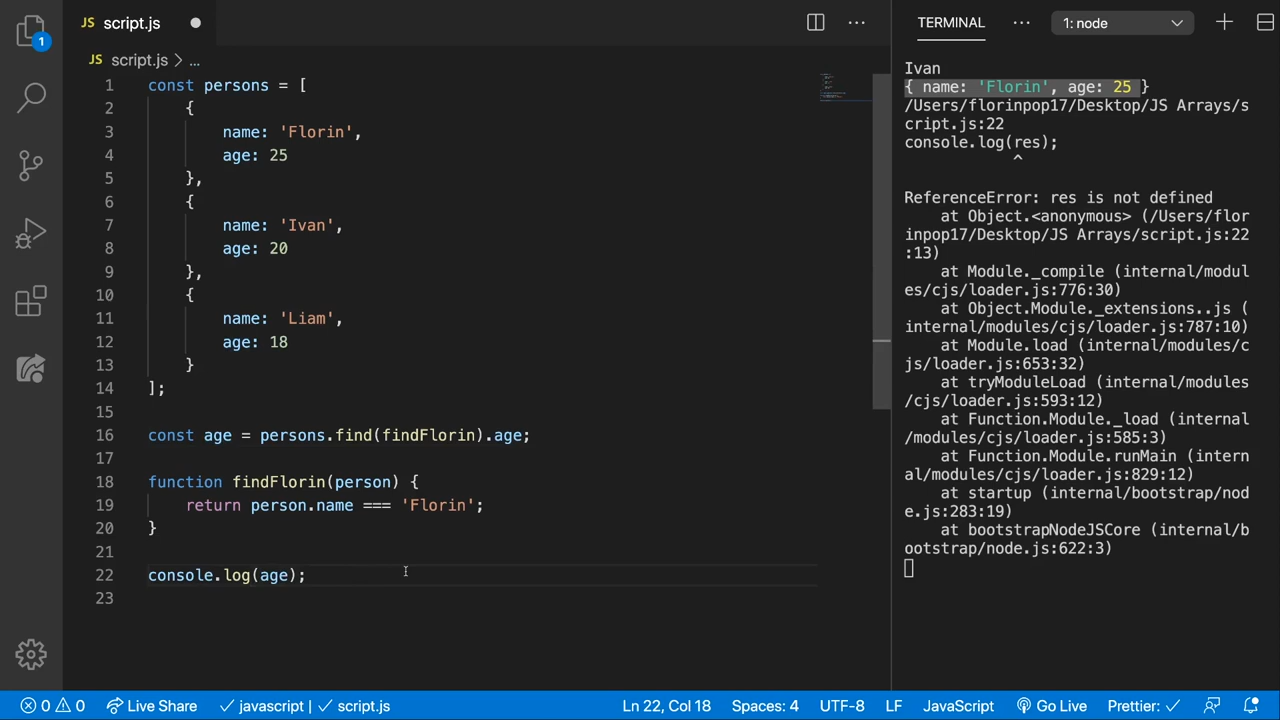 1
JS script.js
JS script.js > ...
1 const persons = [
2 {
3 name: 'Florin',
4 age: 25
5 },
6 {
7 name: 'Ivan',
8 age: 20
9 },
10 {
11 name: 'Liam',
12 age: 18
13 }
14 ];
15
16 const age = persons.find(findFlorin).age;
17
18 function findFlorin(person) {
19 return person.name === 'Florin';
20 }
21
22 console.log(age);
23
TERMINAL ... 1: node
Ivan
{ name: 'Florin', age: 25 }
/Users/florinpop17/Desktop/JS Arrays/s
cript.js:22
console.log(res);
^
ReferenceError: res is not defined
at Object.<anonymous> (/Users/flor
inpop17/Desktop/JS Arrays/script.js:22
:13)
at Module._compile (internal/modul
es/cjs/loader.js:776:30)
at Object.Module._extensions..js (
internal/modules/cjs/loader.js:787:10)
at Module.load (internal/modules/c
js/loader.js:653:32)
at tryModuleLoad (internal/modules
/cjs/loader.js:593:12)
at Function.Module._load (internal
/modules/cjs/loader.js:585:3)
at Function.Module.runMain (intern
al/modules/cjs/loader.js:829:12)
at startup (internal/bootstrap/nod
e.js:283:19)
at bootstrapNodeJSCore (internal/b
ootstrap/node.js:622:3)
0 0 Live Share javascript | script.js Ln 22, Col 18 Spaces: 4 UTF-8 LF JavaScript Go Live Prettier: